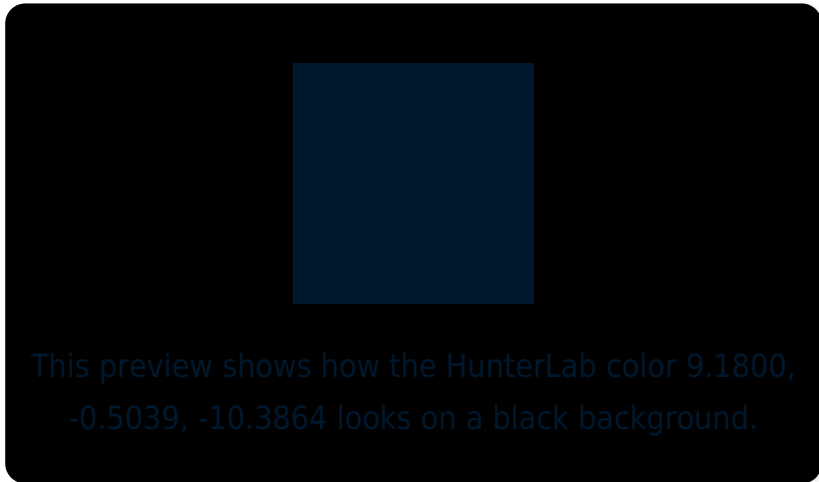 This preview shows how the HunterLab color 9.1800,
-0.5039, -10.3864 looks on a black background.